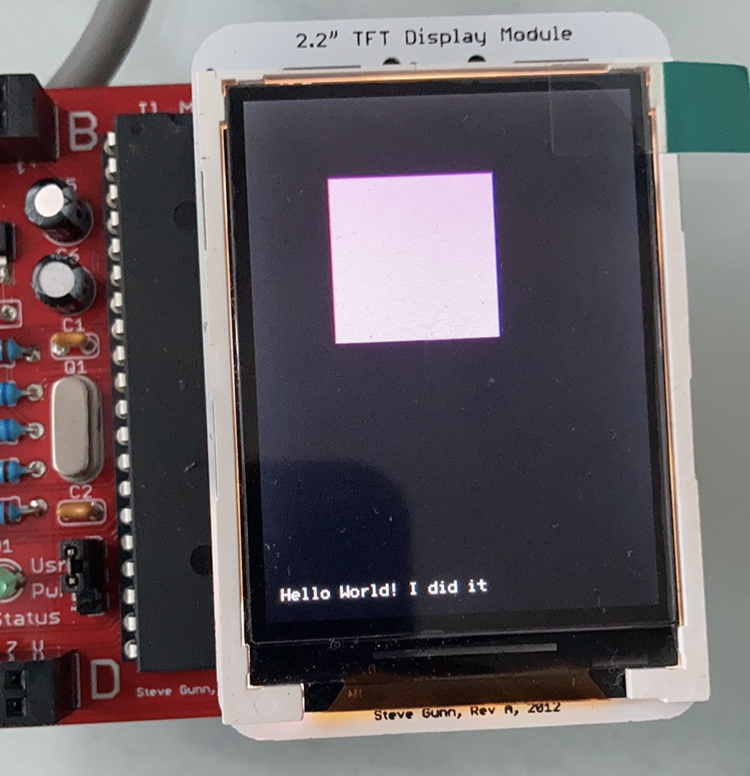 2.2" TFT Display Module
B
C6
C1
Q1
C2
Usr
Status
D
Steve Gunn,
Hello World! I did it
Steve Gunn, Rev A, 2012